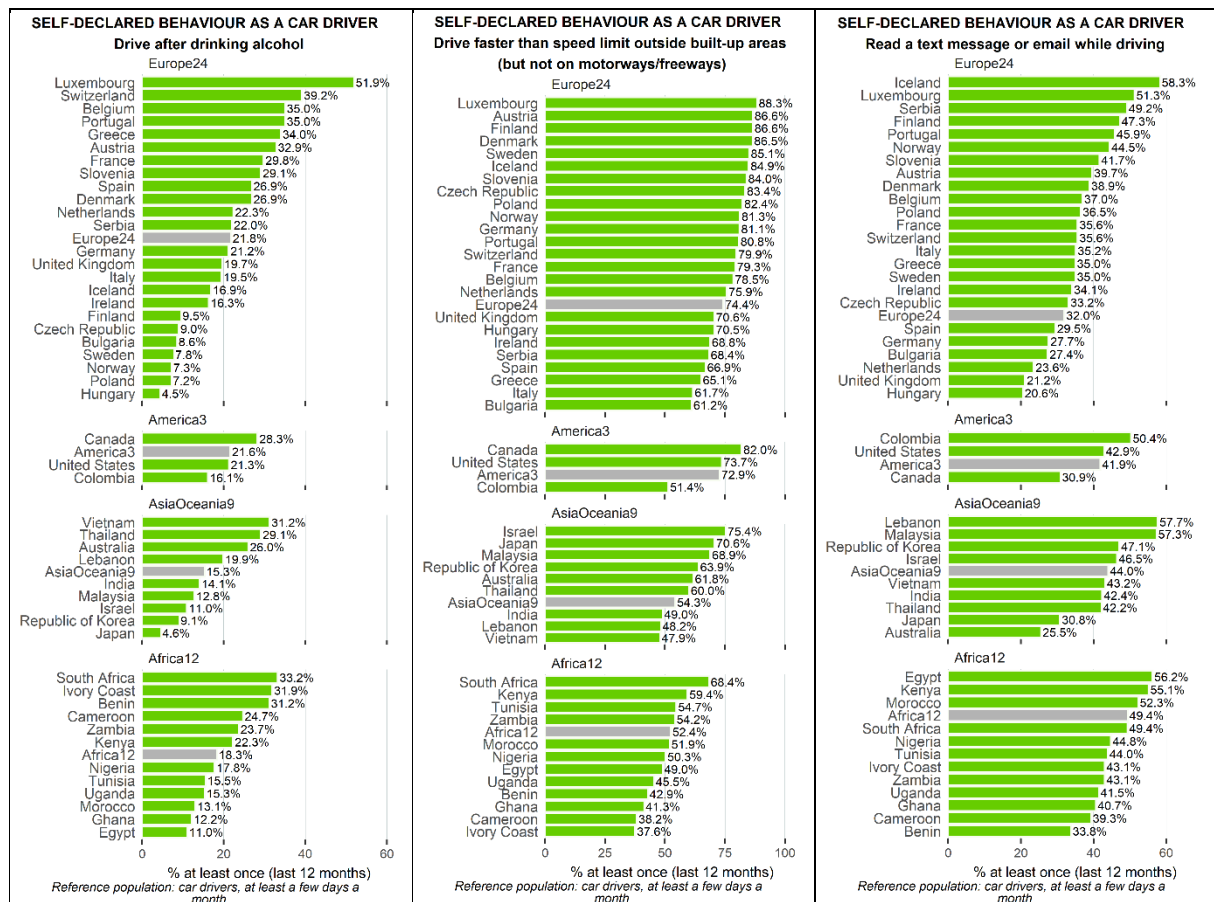 SELF-DECLARED BEHAVIOUR AS A CAR DRIVER
Drive after drinking alcohol
Europe24
Luxembourg 51.9%
Switzerland 39.2%
Belgium 35.0%
Portugal 35.0%
Greece 34.0%
Austria 32.9%
France 29.8%
Slovenia 29.1%
Spain 26.9%
Denmark 26.9%
Netherlands 22.3%
Serbia 22.0%
Europe24 21.8%
Germany 21.2%
United Kingdom 19.7%
Italy 19.5%
Iceland 16.9%
Ireland 16.3%
Finland 9.5%
Czech Republic 9.0%
Bulgaria 8.6%
Sweden 7.8%
Norway 7.3%
Poland 7.2%
Hungary 4.5%
America3
Canada 28.3%
America3 21.6%
United States 21.3%
Colombia 16.1%
AsiaOceania9
Vietnam 31.2%
Thailand 29.1%
Australia 26.0%
Lebanon 19.9%
AsiaOceania9 15.3%
India 14.1%
Malaysia 12.8%
Israel 11.0%
Republic of Korea 9.1%
Japan 4.6%
Africa12
South Africa 33.2%
Ivory Coast 31.9%
Benin 31.2%
Cameroon 24.7%
Zambia 23.7%
Kenya 22.3%
Africa12 18.3%
Nigeria 17.8%
Tunisia 15.5%
Uganda 15.3%
Morocco 13.1%
Ghana 12.2%
Egypt 11.0%
0 20 40 60
% at least once (last 12 months)
Reference population: car drivers, at least a few days a
month
SELF-DECLARED BEHAVIOUR AS A CAR DRIVER
Drive faster than speed limit outside built-up areas
(but not on motorways/freeways)
Europe24
Luxembourg 88.3%
Austria 86.6%
Finland 86.6%
Denmark 86.5%
Sweden 85.1%
Iceland 84.9%
Slovenia 84.0%
Czech Republic 83.4%
Poland 82.4%
Norway 81.3%
Germany 81.1%
Portugal 80.8%
Switzerland 79.9%
France 79.3%
Belgium 78.5%
Netherlands 75.9%
Europe24 74.4%
United Kingdom 70.6%
Hungary 70.5%
Ireland 68.8%
Serbia 68.4%
Spain 66.9%
Greece 65.1%
Italy 61.7%
Bulgaria 61.2%
America3
Canada 82.0%
United States 73.7%
America3 72.9%
Colombia 51.4%
AsiaOceania9
Israel 75.4%
Japan 70.6%
Malaysia 68.9%
Republic of Korea 63.9%
Australia 61.8%
Thailand 60.0%
AsiaOceania9 54.3%
India 49.0%
Lebanon 48.2%
Vietnam 47.9%
Africa12
South Africa 68.4%
Kenya 59.4%
Tunisia 54.7%
Zambia 54.2%
Africa12 52.4%
Morocco 51.9%
Nigeria 50.3%
Egypt 49.0%
Uganda 45.5%
Benin 42.9%
Ghana 41.3%
Cameroon 38.2%
Ivory Coast 37.6%
0 25 50 75 100
% at least once (last 12 months)
Reference population: car drivers, at least a few days a
month
SELF-DECLARED BEHAVIOUR AS A CAR DRIVER
Read a text message or email while driving
Europe24
Iceland 58.3%
Luxembourg 51.3%
Serbia 49.2%
Finland 47.3%
Portugal 45.9%
Norway 44.5%
Slovenia 41.7%
Austria 39.7%
Denmark 38.9%
Belgium 37.0%
Poland 36.5%
France 35.6%
Switzerland 35.6%
Italy 35.2%
Greece 35.0%
Sweden 35.0%
Ireland 34.1%
Czech Republic 33.2%
Europe24 32.0%
Spain 29.5%
Germany 27.7%
Bulgaria 27.4%
Netherlands 23.6%
United Kingdom 21.2%
Hungary 20.6%
America3
Colombia 50.4%
United States 42.9%
America3 41.9%
Canada 30.9%
AsiaOceania9
Lebanon 57.7%
Malaysia 57.3%
Republic of Korea 47.1%
Israel 46.5%
AsiaOceania9 44.0%
Vietnam 43.2%
India 42.4%
Thailand 42.2%
Japan 30.8%
Australia 25.5%
Africa12
Egypt 56.2%
Kenya 55.1%
Morocco 52.3%
Africa12 49.4%
South Africa 49.4%
Nigeria 44.8%
Tunisia 44.0%
Ivory Coast 43.1%
Zambia 43.1%
Uganda 41.5%
Ghana 40.7%
Cameroon 39.3%
Benin 33.8%
0 20 40 60
% at least once (last 12 months)
Reference population: car drivers, at least a few days a
month